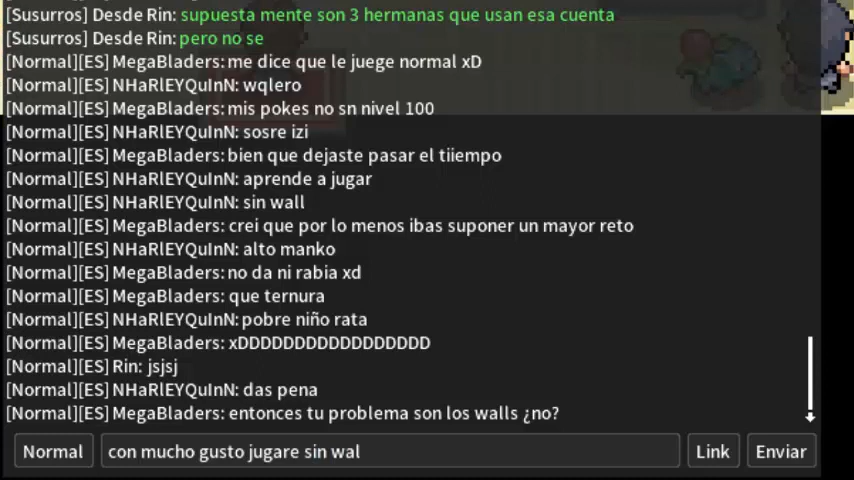 [Susurros] Desde Rin: supuesta mente son 3 hermanas que usan esa cuenta
[Susurros] Desde Rin: pero no se
[Normal][ES] MegaBladers: me dice que le juege normal xD
[Normal][ES] NHaRlEYQuInN: wqlero
[Normal][ES] MegaBladers: mis pokes no sn nivel 100
[Normal][ES] NHaRlEYQuInN: sosre izi
[Normal][ES] MegaBladers: bien que dejaste pasar el tiiempo
[Normal][ES] NHaRlEYQuInN: aprende a jugar
[Normal][ES] NHaRlEYQuInN: sin wall
[Normal][ES] MegaBladers: crei que por lo menos ibas suponer un mayor reto
[Normal][ES] NHaRlEYQuInN: alto manko
[Normal][ES] MegaBladers: no da ni rabia xd
[Normal][ES] MegaBladers: que ternura
[Normal][ES] NHaRlEYQuInN: pobre niño rata
[Normal][ES] MegaBladers: xDDDDDDDDDDDDDDDDD
[Normal][ES] Rin: jsjsj
[Normal][ES] NHaRlEYQuInN: das pena
[Normal][ES] MegaBladers: entonces tu problema son los walls ¿no?
Normal con mucho gusto jugare sin wal Link Enviar